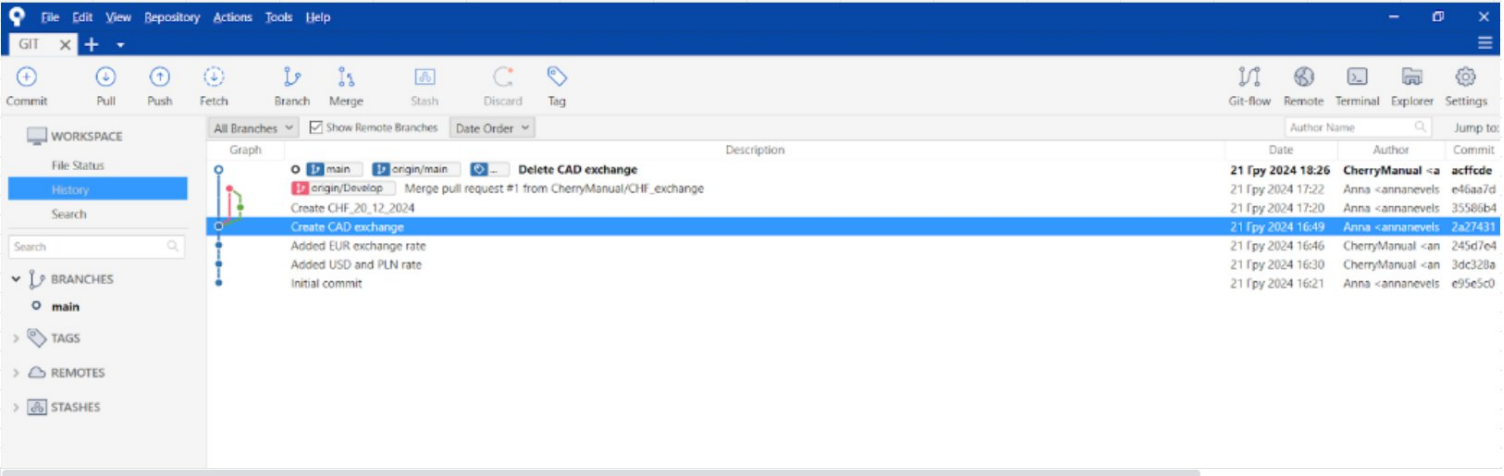 File Edit View Repository Actions Tools Help
GIT
Commit Pull Push Fetch Branch Merge Stash Discard Tag Git-flow Remote Terminal Explorer Settings
WORKSPACE
File Status
History
Search
Search
BRANCHES
main
TAGS
REMOTES
STASHES
All Branches Show Remote Branches Date Order Author Name Jump to:
Graph Description Date Author Commit
main origin/main ... Delete CAD exchange 21 Гру 2024 18:26 CherryManual <a acffcde
origin/Develop Merge pull request #1 from CherryManual/CHF_exchange 21 Гру 2024 17:22 Anna <annanevels e46aa7d
Create CHF_20_12_2024 21 Гру 2024 17:20 Anna <annanevels 35586b4
Create CAD exchange 21 Гру 2024 16:49 Anna <annanevels 2a27431
Added EUR exchange rate 21 Гру 2024 16:46 CherryManual <an 245d7e4
Added USD and PLN rate 21 Гру 2024 16:30 CherryManual <an 3dc328a
Initial commit 21 Гру 2024 16:21 Anna <annanevels e95e5c0